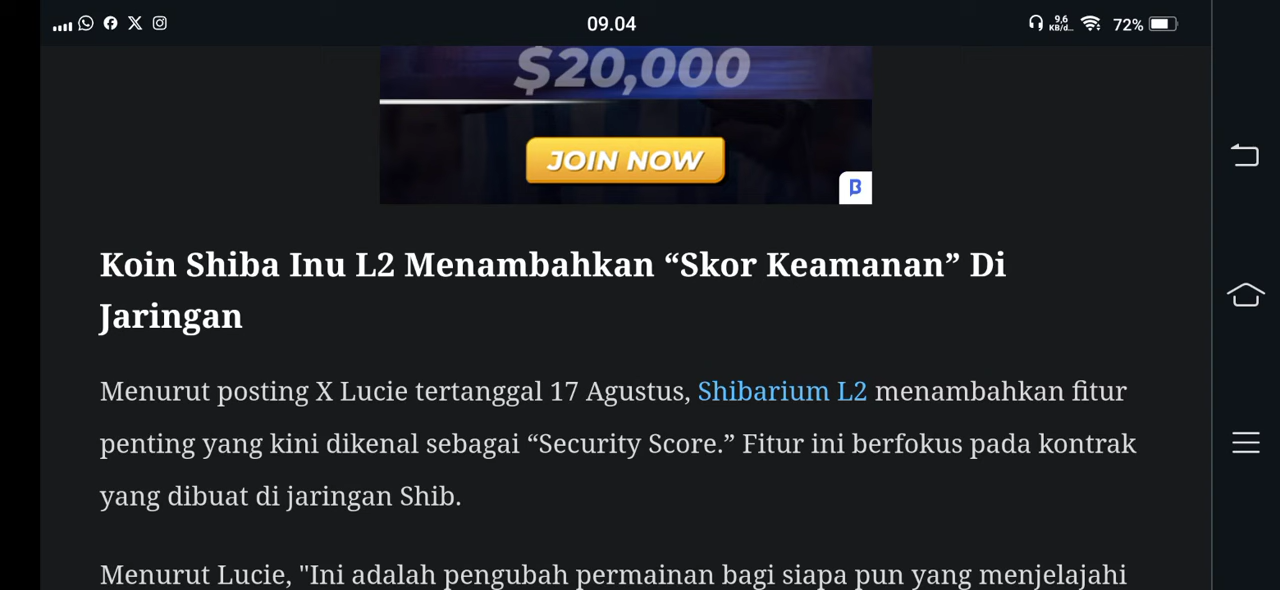 09.04
9,6
KB/d...
72%
$20,000
JOIN NOW
Koin Shiba Inu L2 Menambahkan “Skor Keamanan” Di
Jaringan
Menurut posting X Lucie tertanggal 17 Agustus, Shibarium L2 menambahkan fitur
penting yang kini dikenal sebagai “Security Score.” Fitur ini berfokus pada kontrak
yang dibuat di jaringan Shib.
Menurut Lucie, "Ini adalah pengubah permainan bagi siapa pun yang menjelajahi